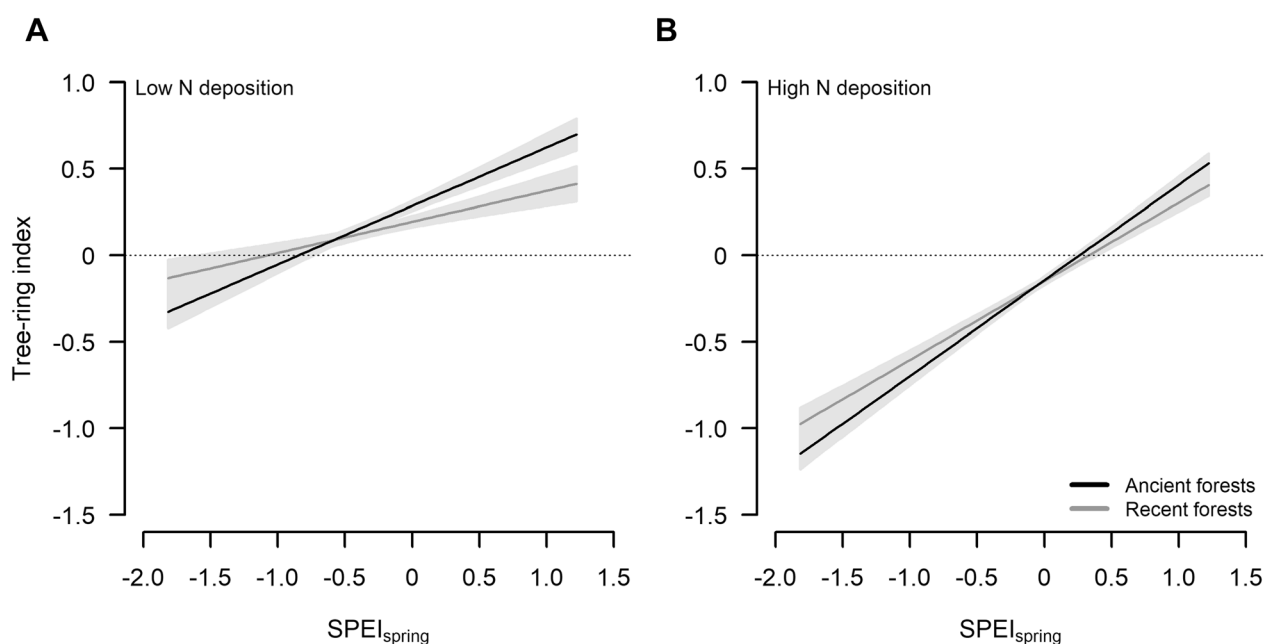 A
Low N deposition
1.0
0.5
0
-0.5
-1.0
-1.5
Tree-ring index
-2.0 -1.5 -1.0 -0.5 0 0.5 1.0 1.5
SPEIspring
B
High N deposition
1.0
0.5
0
-0.5
-1.0
-1.5
Ancient forests
Recent forests
-2.0 -1.5 -1.0 -0.5 0 0.5 1.0 1.5
SPEIspring